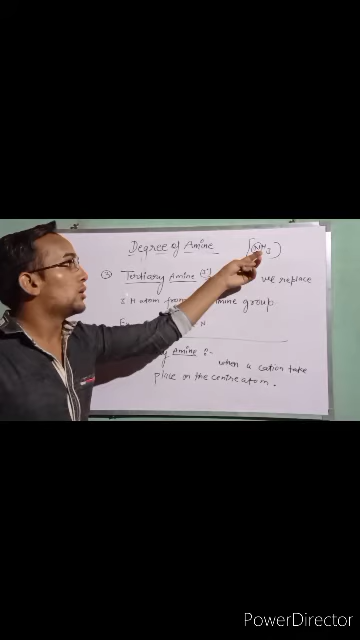 Degree of Amine (NH3)
③ Tertiary Amine :- we replace
H atom from amine group.
N
Amine :- when a cation take
place on the centre atom.
PowerDirector